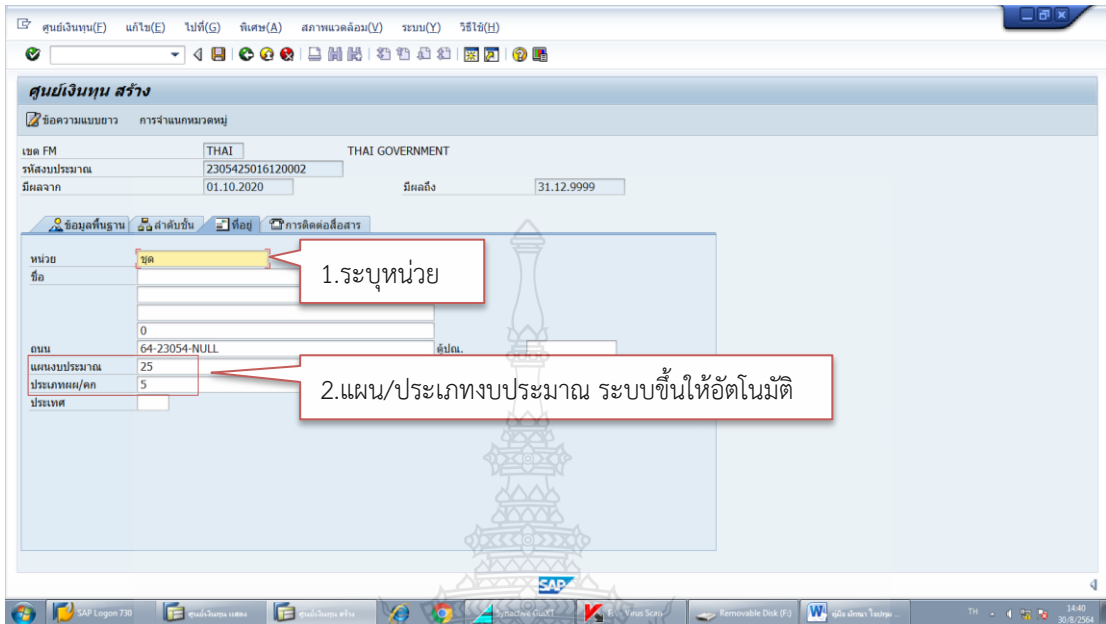 ศูนย์เงินทุน(F) แก้ไข(E) ไปที่(G) พิเศษ(A) สภาพแวดล้อม(V) ระบบ(Y) วิธีใช้(H)
ศูนย์เงินทุน สร้าง
ข้อความแบบยาว การจำแนกหมวดหมู่
เขต FM THAI THAI GOVERNMENT
รหัสงบประมาณ 2305425016120002
มีผลจาก 01.10.2020 มีผลถึง 31.12.9999
ข้อมูลพื้นฐาน ลำดับชั้น ที่อยู่ การติดต่อสื่อสาร
หน่วย ชุด
1.ระบุหน่วย
ชื่อ
0
ถนน 64-23054-NULL ตู้ปณ.
แผนงบประมาณ 25
ประเภทผผ/คก 5
2.แผน/ประเภทงบประมาณ ระบบขึ้นให้อัตโนมัติ
ประเทศ
SAP
SAP Logon 730 ศูนย์เงินทุน แสดง ศูนย์เงินทุน สร้าง Synactive GuiXT Virus Scan Removable Disk (F:) TH 14:40
30/8/2564